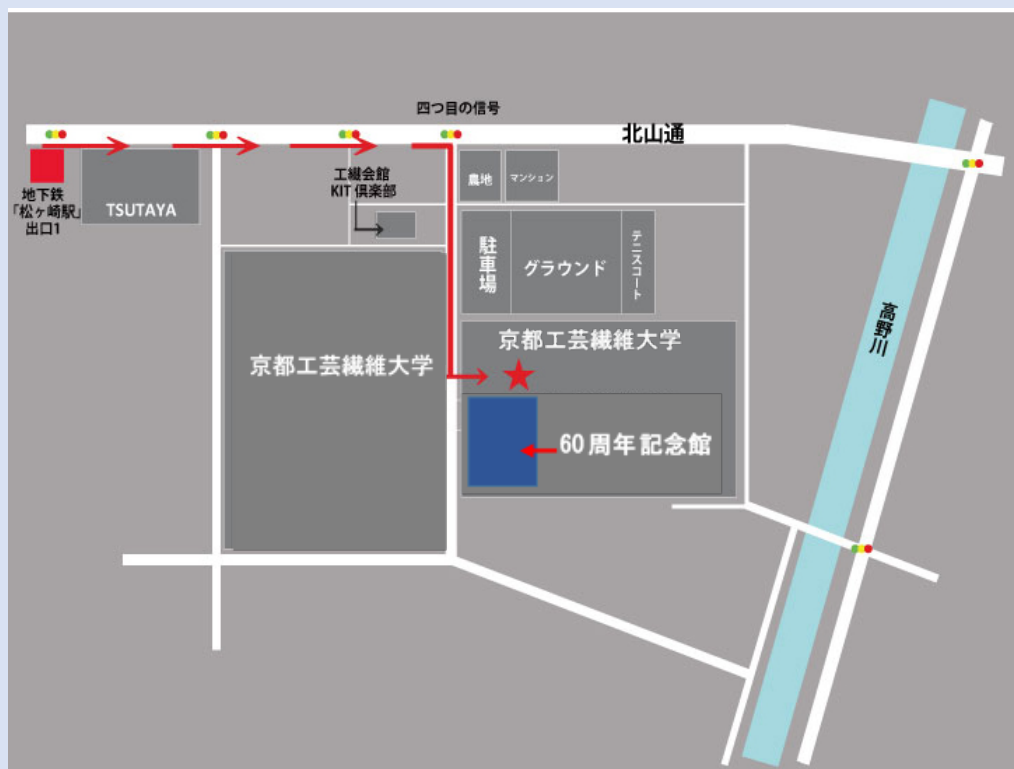 四つ目の信号
北山通
地下鉄
「松ヶ崎駅」
出口1
TSUTAYA
工繊会館
KIT 倶楽部
農地
マンション
駐車場
グラウンド
テニスコート
高野川
京都工芸繊維大学
京都工芸繊維大学
60周年記念館